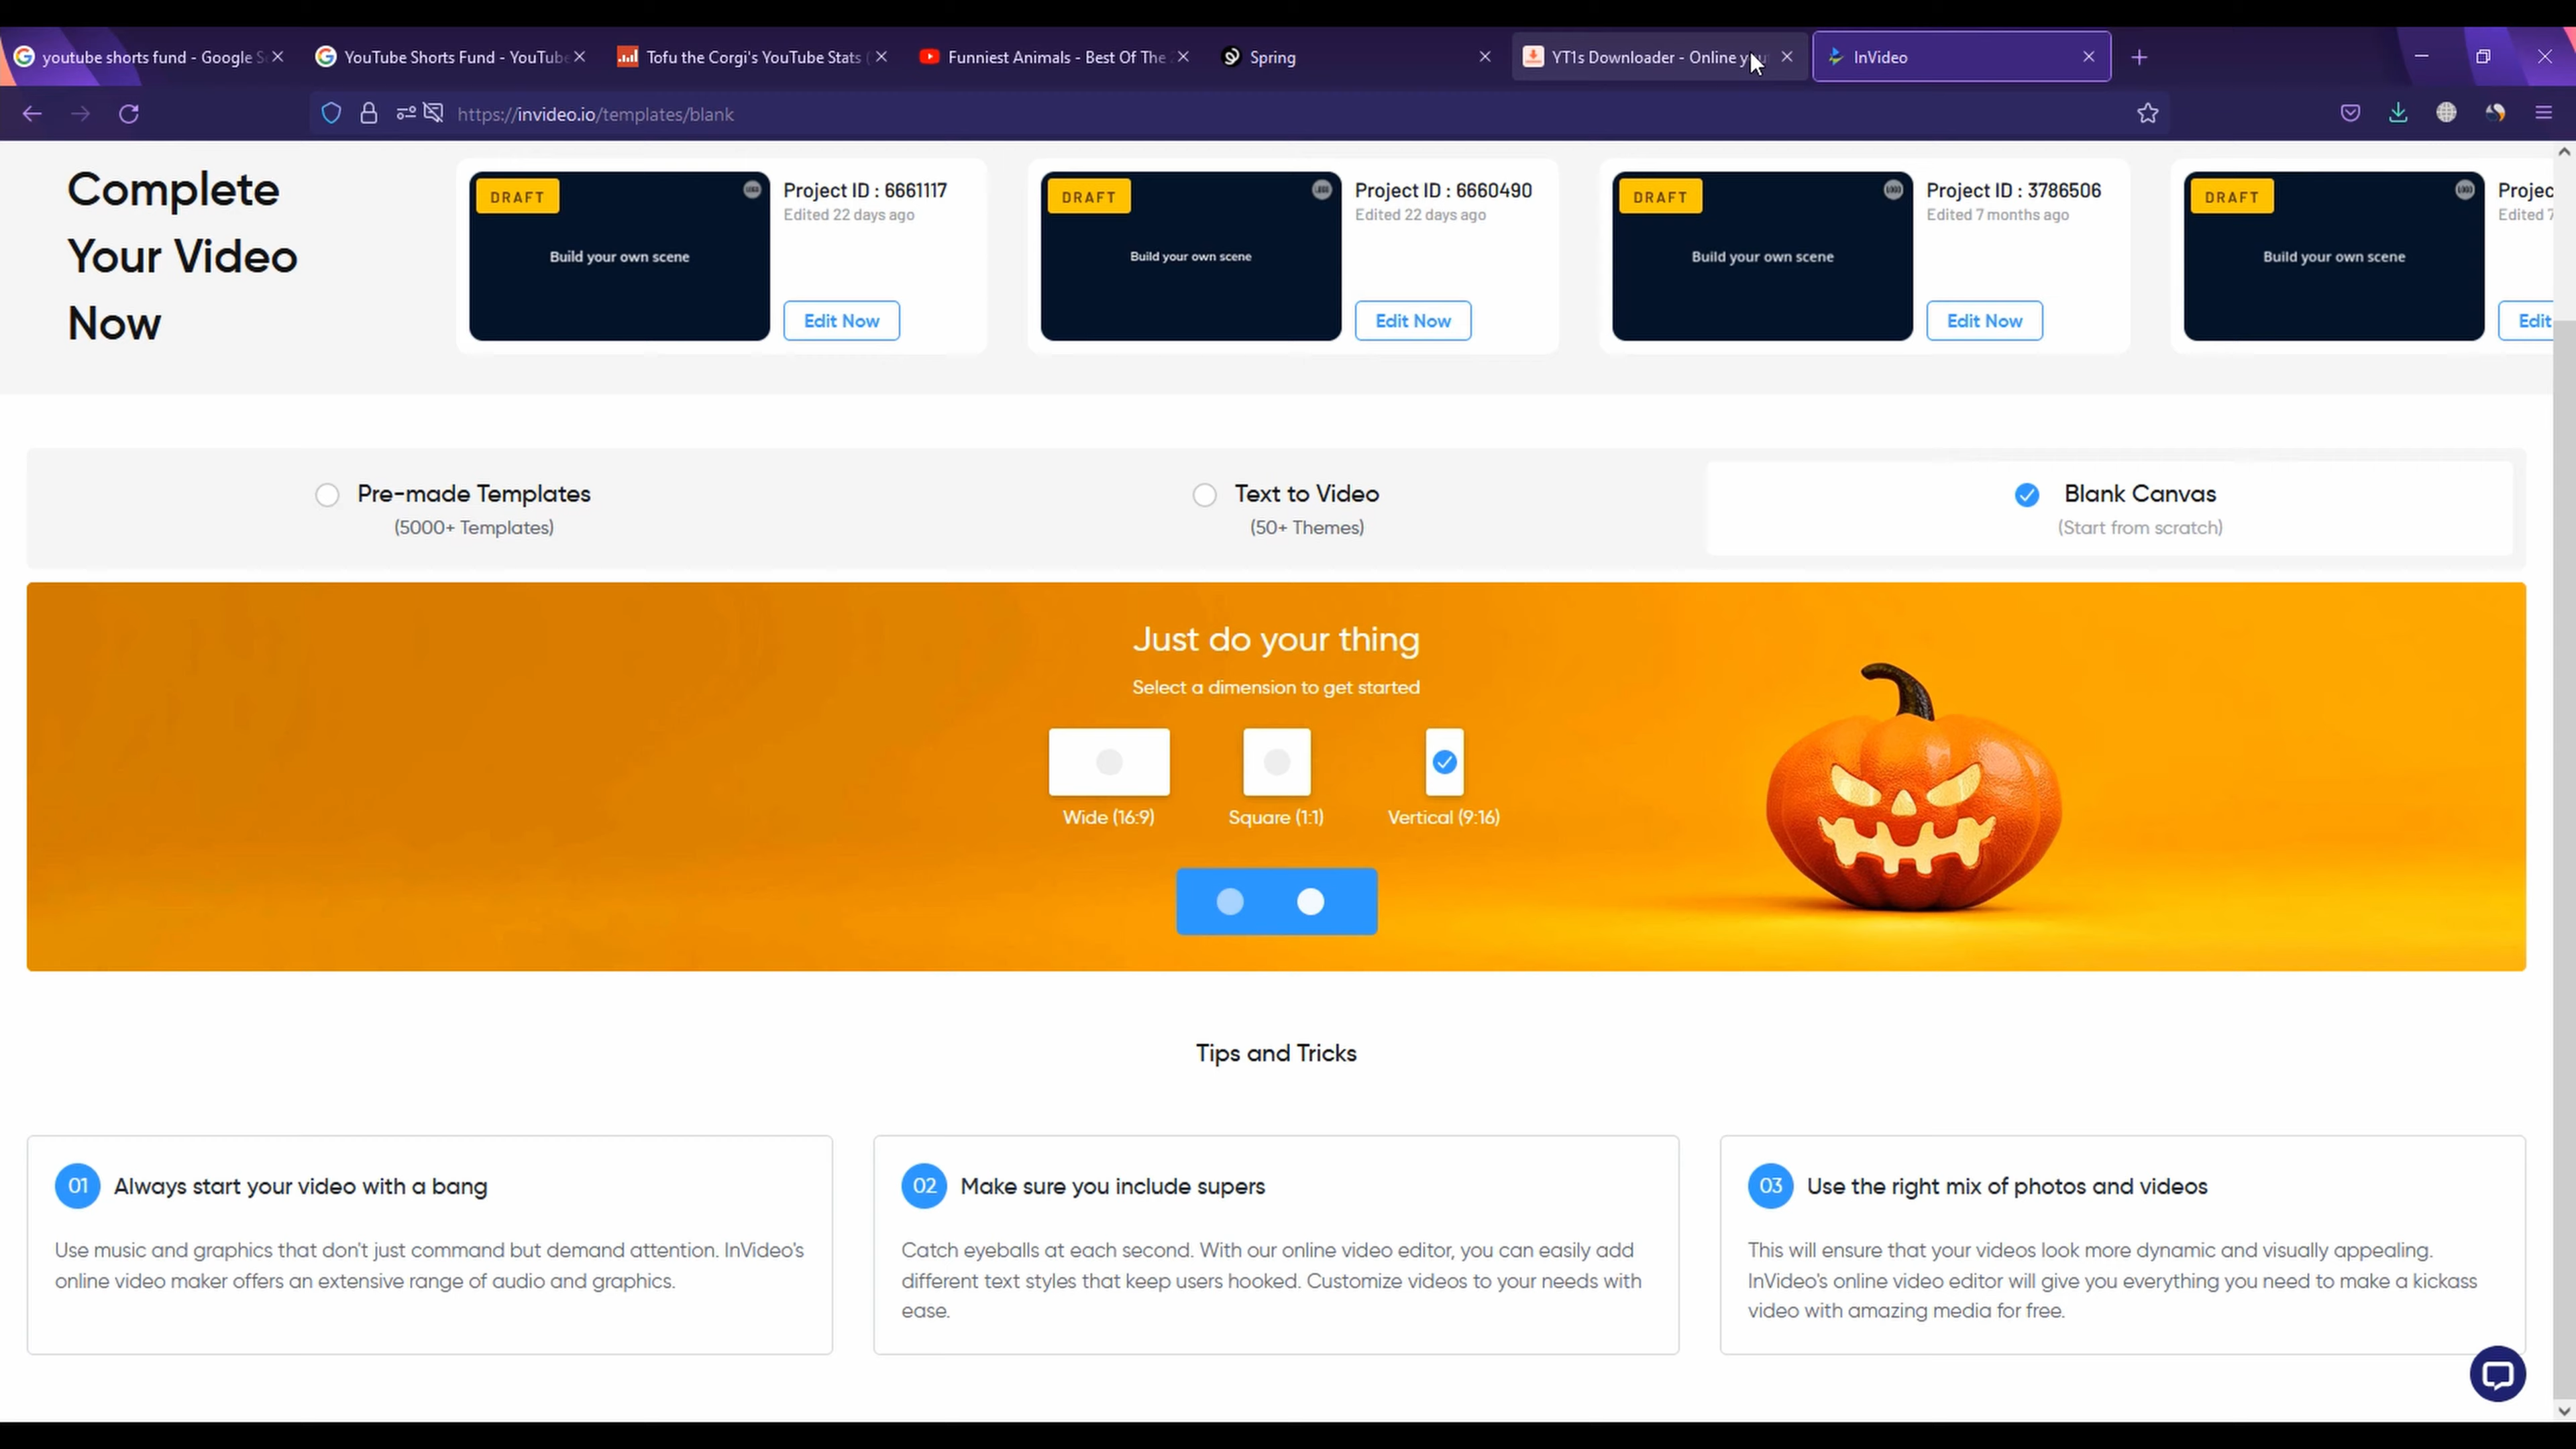 youtube shorts fund - Google S
YouTube Shorts Fund - YouTube
Tofu the Corgi's YouTube Stats
Funniest Animals - Best Of The
Spring
YT1s Downloader - Online you
InVideo
https://invideo.io/templates/blank
Complete
Your Video
Now
DRAFT
Build your own scene
Project ID : 6661117
Edited 22 days ago
Edit Now
DRAFT
Build your own scene
Project ID : 6660490
Edited 22 days ago
Edit Now
DRAFT
Build your own scene
Project ID : 3786506
Edited 7 months ago
Edit Now
DRAFT
Build your own scene
Projec
Edited 7
Edit
Pre-made Templates
(5000+ Templates)
Text to Video
(50+ Themes)
Blank Canvas
(Start from scratch)
Just do your thing
Select a dimension to get started
Wide (16:9)
Square (1:1)
Vertical (9:16)
Tips and Tricks
01 Always start your video with a bang
Use music and graphics that don't just command but demand attention. InVideo's
online video maker offers an extensive range of audio and graphics.
02 Make sure you include supers
Catch eyeballs at each second. With our online video editor, you can easily add
different text styles that keep users hooked. Customize videos to your needs with
ease.
03 Use the right mix of photos and videos
This will ensure that your videos look more dynamic and visually appealing.
InVideo's online video editor will give you everything you need to make a kickass
video with amazing media for free.